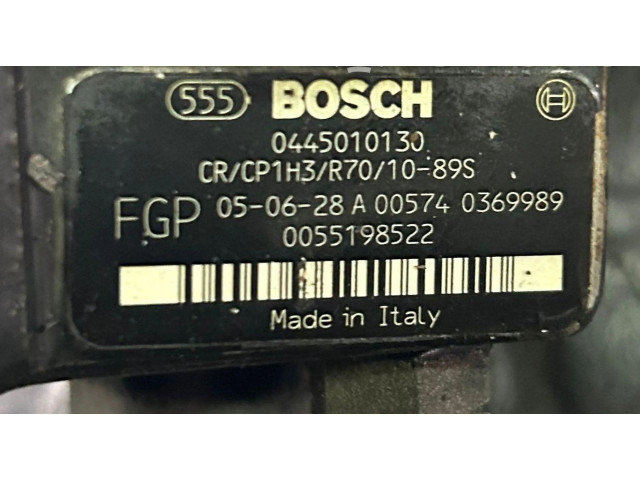 555 BOSCH
0445010130
CR/CP1H3/R70/10-89S
FGP 05-06-28 A 00574 0369989
0055198522
Made in Italy